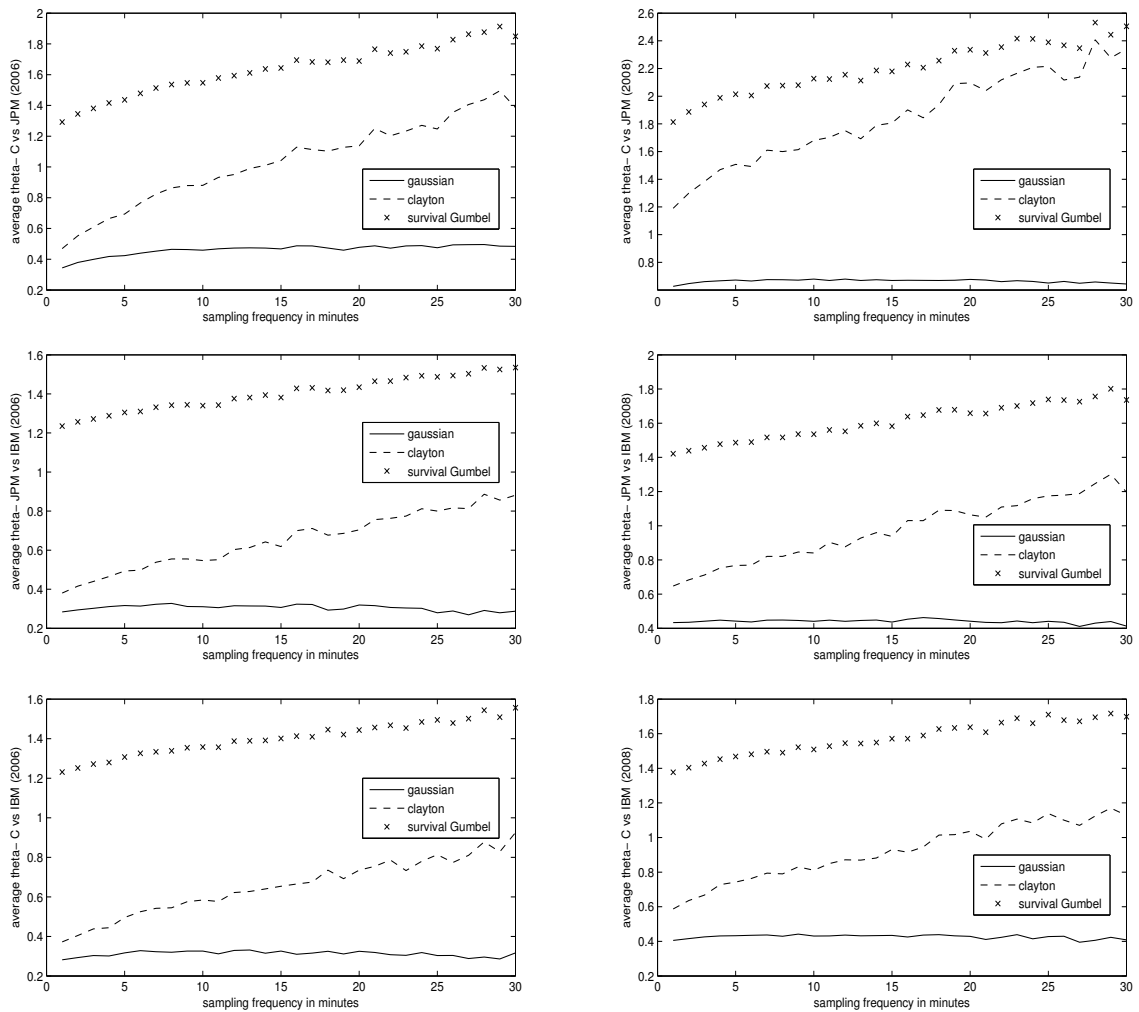 2
1.8
1.6
1.4
1.2
1
0.8
0.6
0.4
0.2
0 5 10 15 20 25 30
sampling frequency in minutes
average theta− C vs JPM (2006)
gaussian
clayton
survival Gumbel
2.6
2.4
2.2
2
1.8
1.6
1.4
1.2
1
0.8
0 5 10 15 20 25 30
sampling frequency in minutes
average theta− C vs JPM (2008)
gaussian
clayton
survival Gumbel
1.6
1.4
1.2
1
0.8
0.6
0.4
0.2
0 5 10 15 20 25 30
sampling frequency in minutes
average theta− JPM vs IBM (2006)
gaussian
clayton
survival Gumbel
2
1.8
1.6
1.4
1.2
1
0.8
0.6
0.4
0 5 10 15 20 25 30
sampling frequency in minutes
average theta− JPM vs IBM (2008)
gaussian
clayton
survival Gumbel
1.6
1.4
1.2
1
0.8
0.6
0.4
0.2
0 5 10 15 20 25 30
sampling frequency in minutes
average theta− C vs IBM (2006)
gaussian
clayton
survival Gumbel
1.8
1.6
1.4
1.2
1
0.8
0.6
0.4
0.2
0 5 10 15 20 25 30
sampling frequency in minutes
average theta− C vs IBM (2008)
gaussian
clayton
survival Gumbel